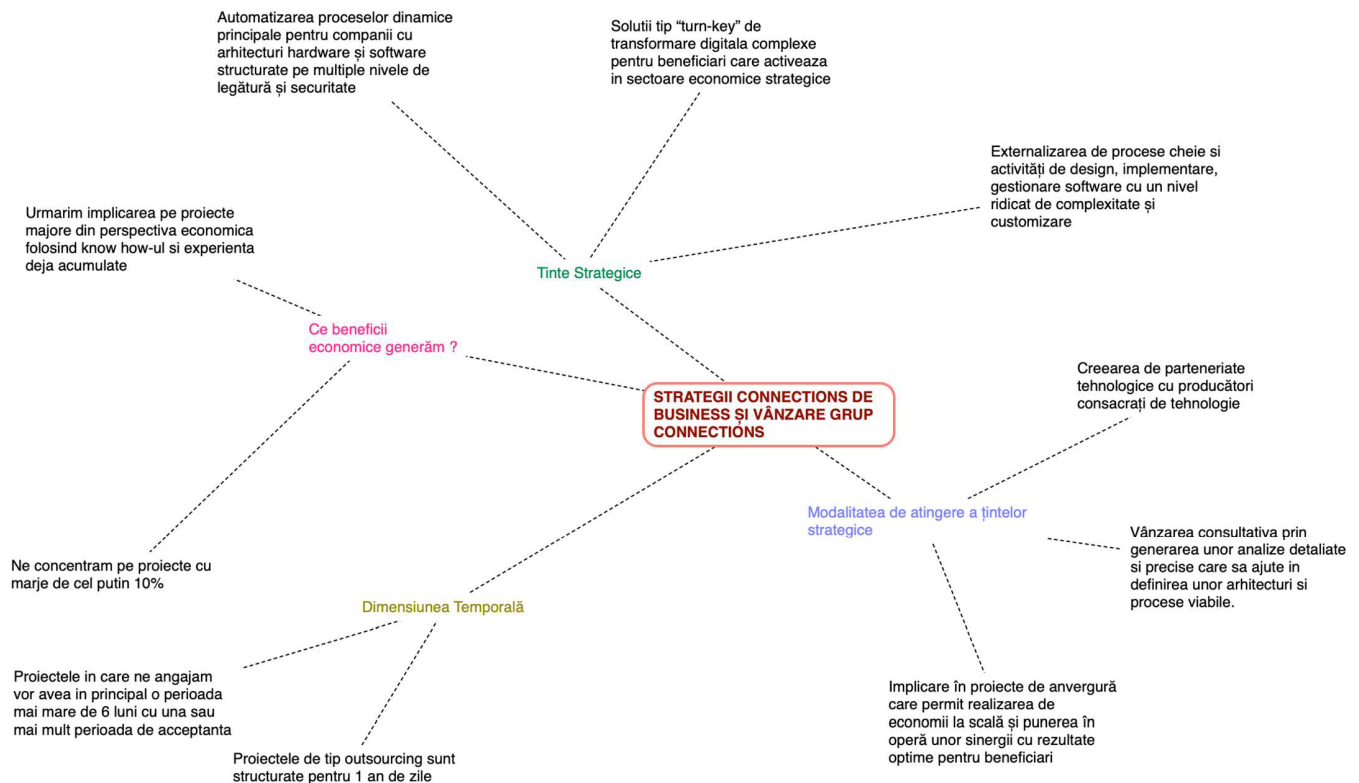 Automatizarea proceselor dinamice
principale pentru companii cu
arhitecturi hardware și software
structurate pe multiple nivele de
legătură și securitate
Solutii tip “turn-key” de
transformare digitala complexe
pentru beneficiari care activeaza
in sectoare economice strategice
Externalizarea de procese cheie si
activități de design, implementare,
gestionare software cu un nivel
ridicat de complexitate și
customizare
Urmarim implicarea pe proiecte
majore din perspectiva economica
folosind know how-ul si experienta
deja acumulate
Tinte Strategice
Ce beneficii
economice generăm ?
STRATEGII CONNECTIONS DE
BUSINESS ȘI VÂNZARE GRUP
CONNECTIONS
Creearea de parteneriate
tehnologice cu producători
consacrați de tehnologie
Modalitatea de atingere a țintelor
strategice
Vânzarea consultativa prin
generarea unor analize detaliate
si precise care sa ajute in
definirea unor arhitecturi si
procese viabile.
Ne concentram pe proiecte cu
marje de cel putin 10%
Dimensiunea Temporală
Proiectele in care ne angajam
vor avea in principal o perioada
mai mare de 6 luni cu una sau
mai mult perioada de acceptanta
Proiectele de tip outsourcing sunt
structurate pentru 1 an de zile
Implicare în proiecte de anvergură
care permit realizarea de
economii la scală și punerea în
operă unor sinergii cu rezultate
optime pentru beneficiari